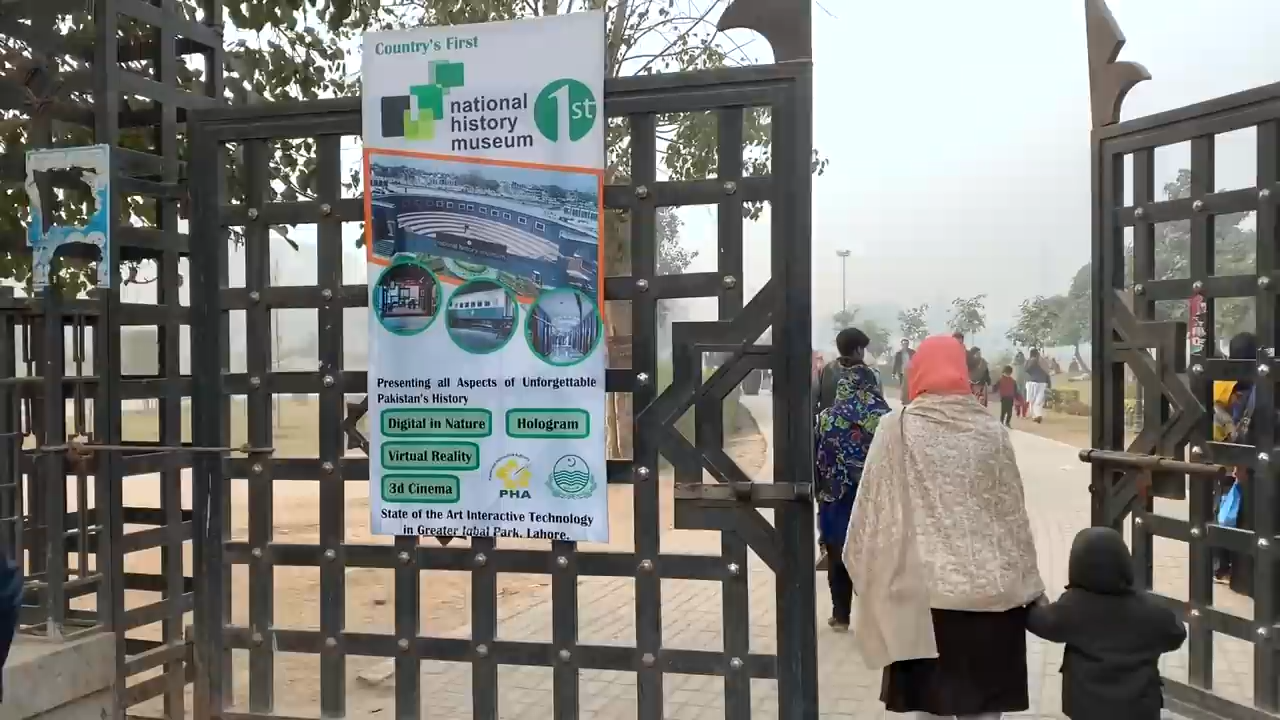 Country's First
national
history
museum
1st
Presenting all Aspects of Unforgettable
Pakistan's History
Digital in Nature
Hologram
Virtual Reality
3d Cinema
PHA
State of the Art Interactive Technology
in Greater Iqbal Park, Lahore.